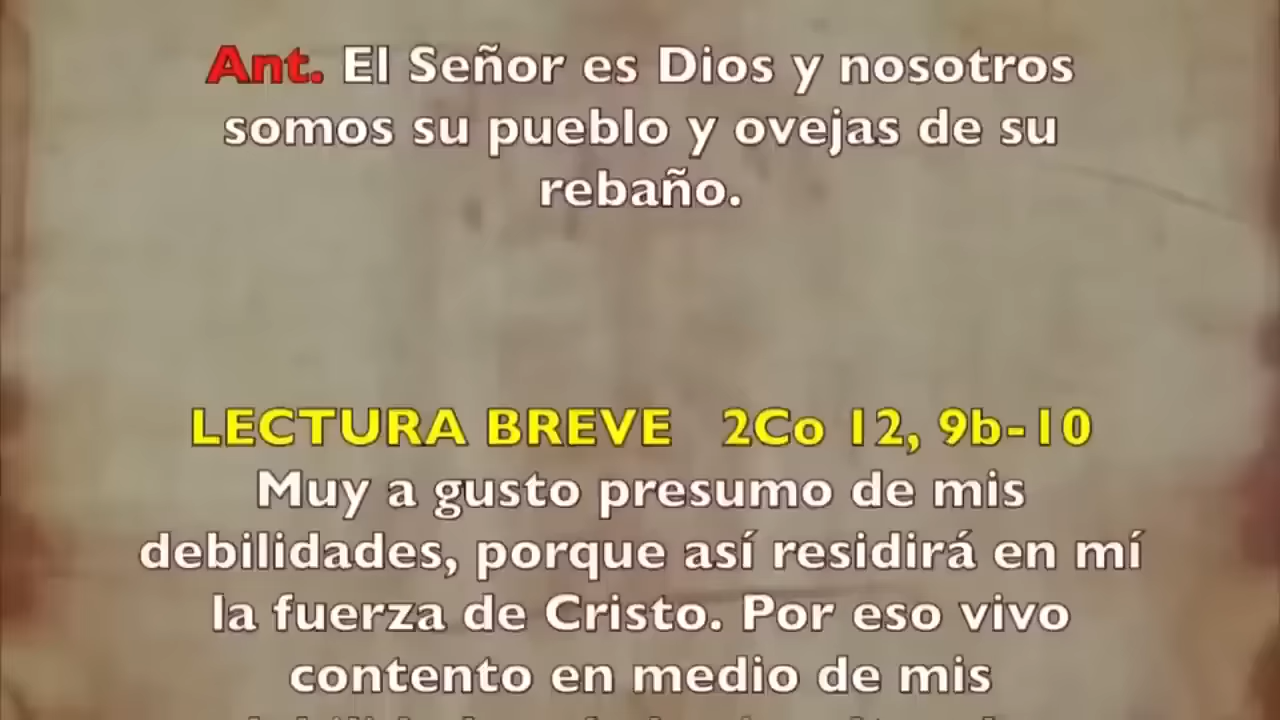 Ant. El Señor es Dios y nosotros
somos su pueblo y ovejas de su
rebaño.
LECTURA BREVE 2Co 12, 9b-10
Muy a gusto presumo de mis
debilidades, porque así residirá en mí
la fuerza de Cristo. Por eso vivo
contento en medio de mis